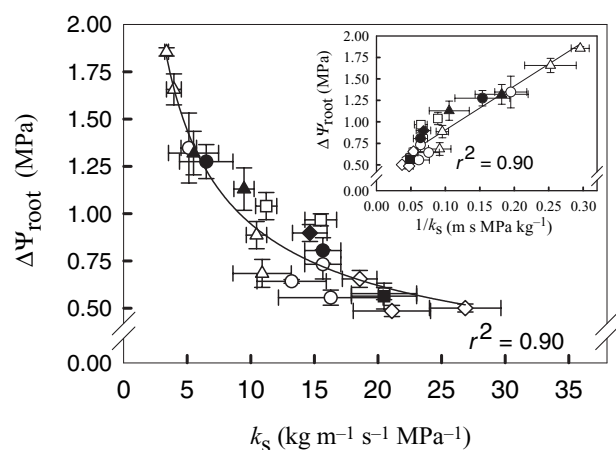 2.00
1.75
1.50
1.25
1.00
0.75
0.50
0.00
ΔΨroot (MPa)
0 5 10 15 20 25 30 35
kₛ (kg m⁻¹ s⁻¹ MPa⁻¹)
r² = 0.90
2.00
1.75
1.50
1.25
1.00
0.75
0.50
0.00
ΔΨroot (MPa)
0.00 0.05 0.10 0.15 0.20 0.25 0.30
1/kₛ (m s MPa kg⁻¹)
r² = 0.90